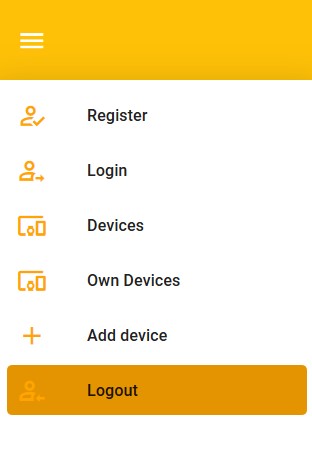 Register
Login
Devices
Own Devices
Add device
Logout